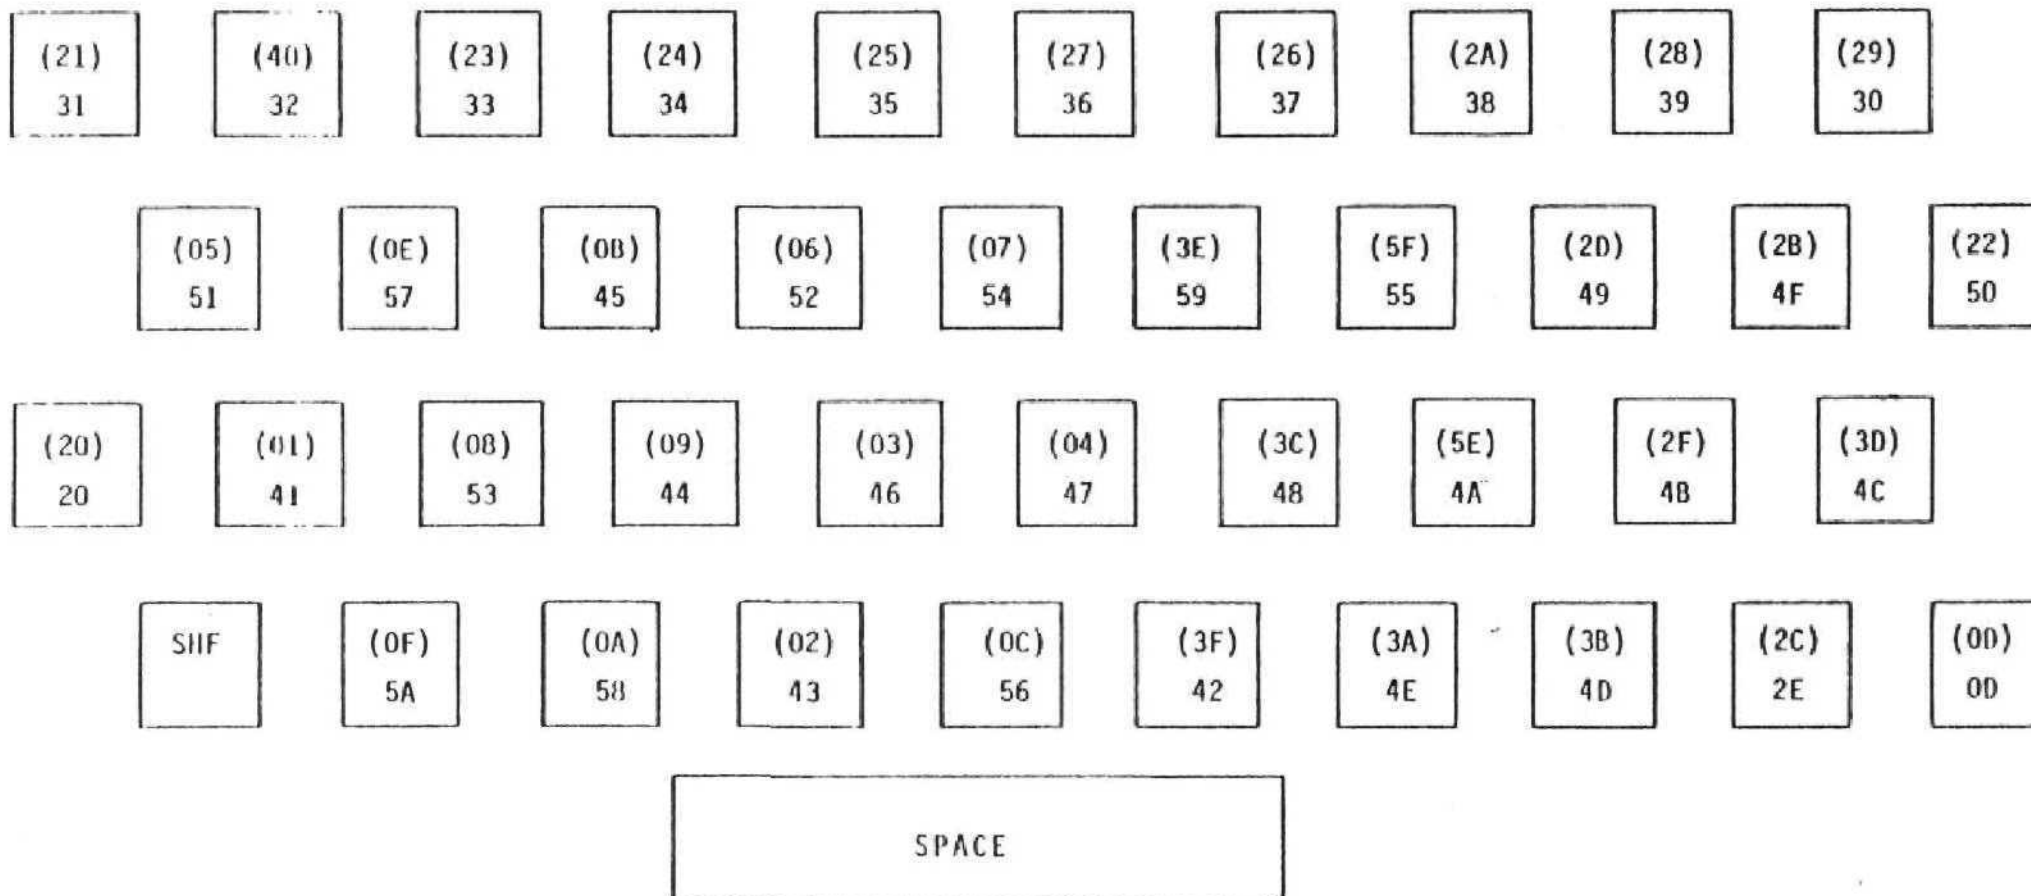 (21) (40) (23) (24) (25) (27) (26) (2A) (28) (29)
31 32 33 34 35 36 37 38 39 30
(05) (0E) (0B) (06) (07) (3E) (5F) (2D) (2B) (22)
51 57 45 52 54 59 55 49 4F 50
(20) (01) (08) (09) (03) (04) (3C) (5E) (2F) (3D)
20 41 53 44 46 47 48 4A 4B 4C
SHF (0F) (0A) (02) (0C) (3F) (3A) (3B) (2C) (0D)
5A 58 43 56 42 4E 4D 2E 0D
SPACE